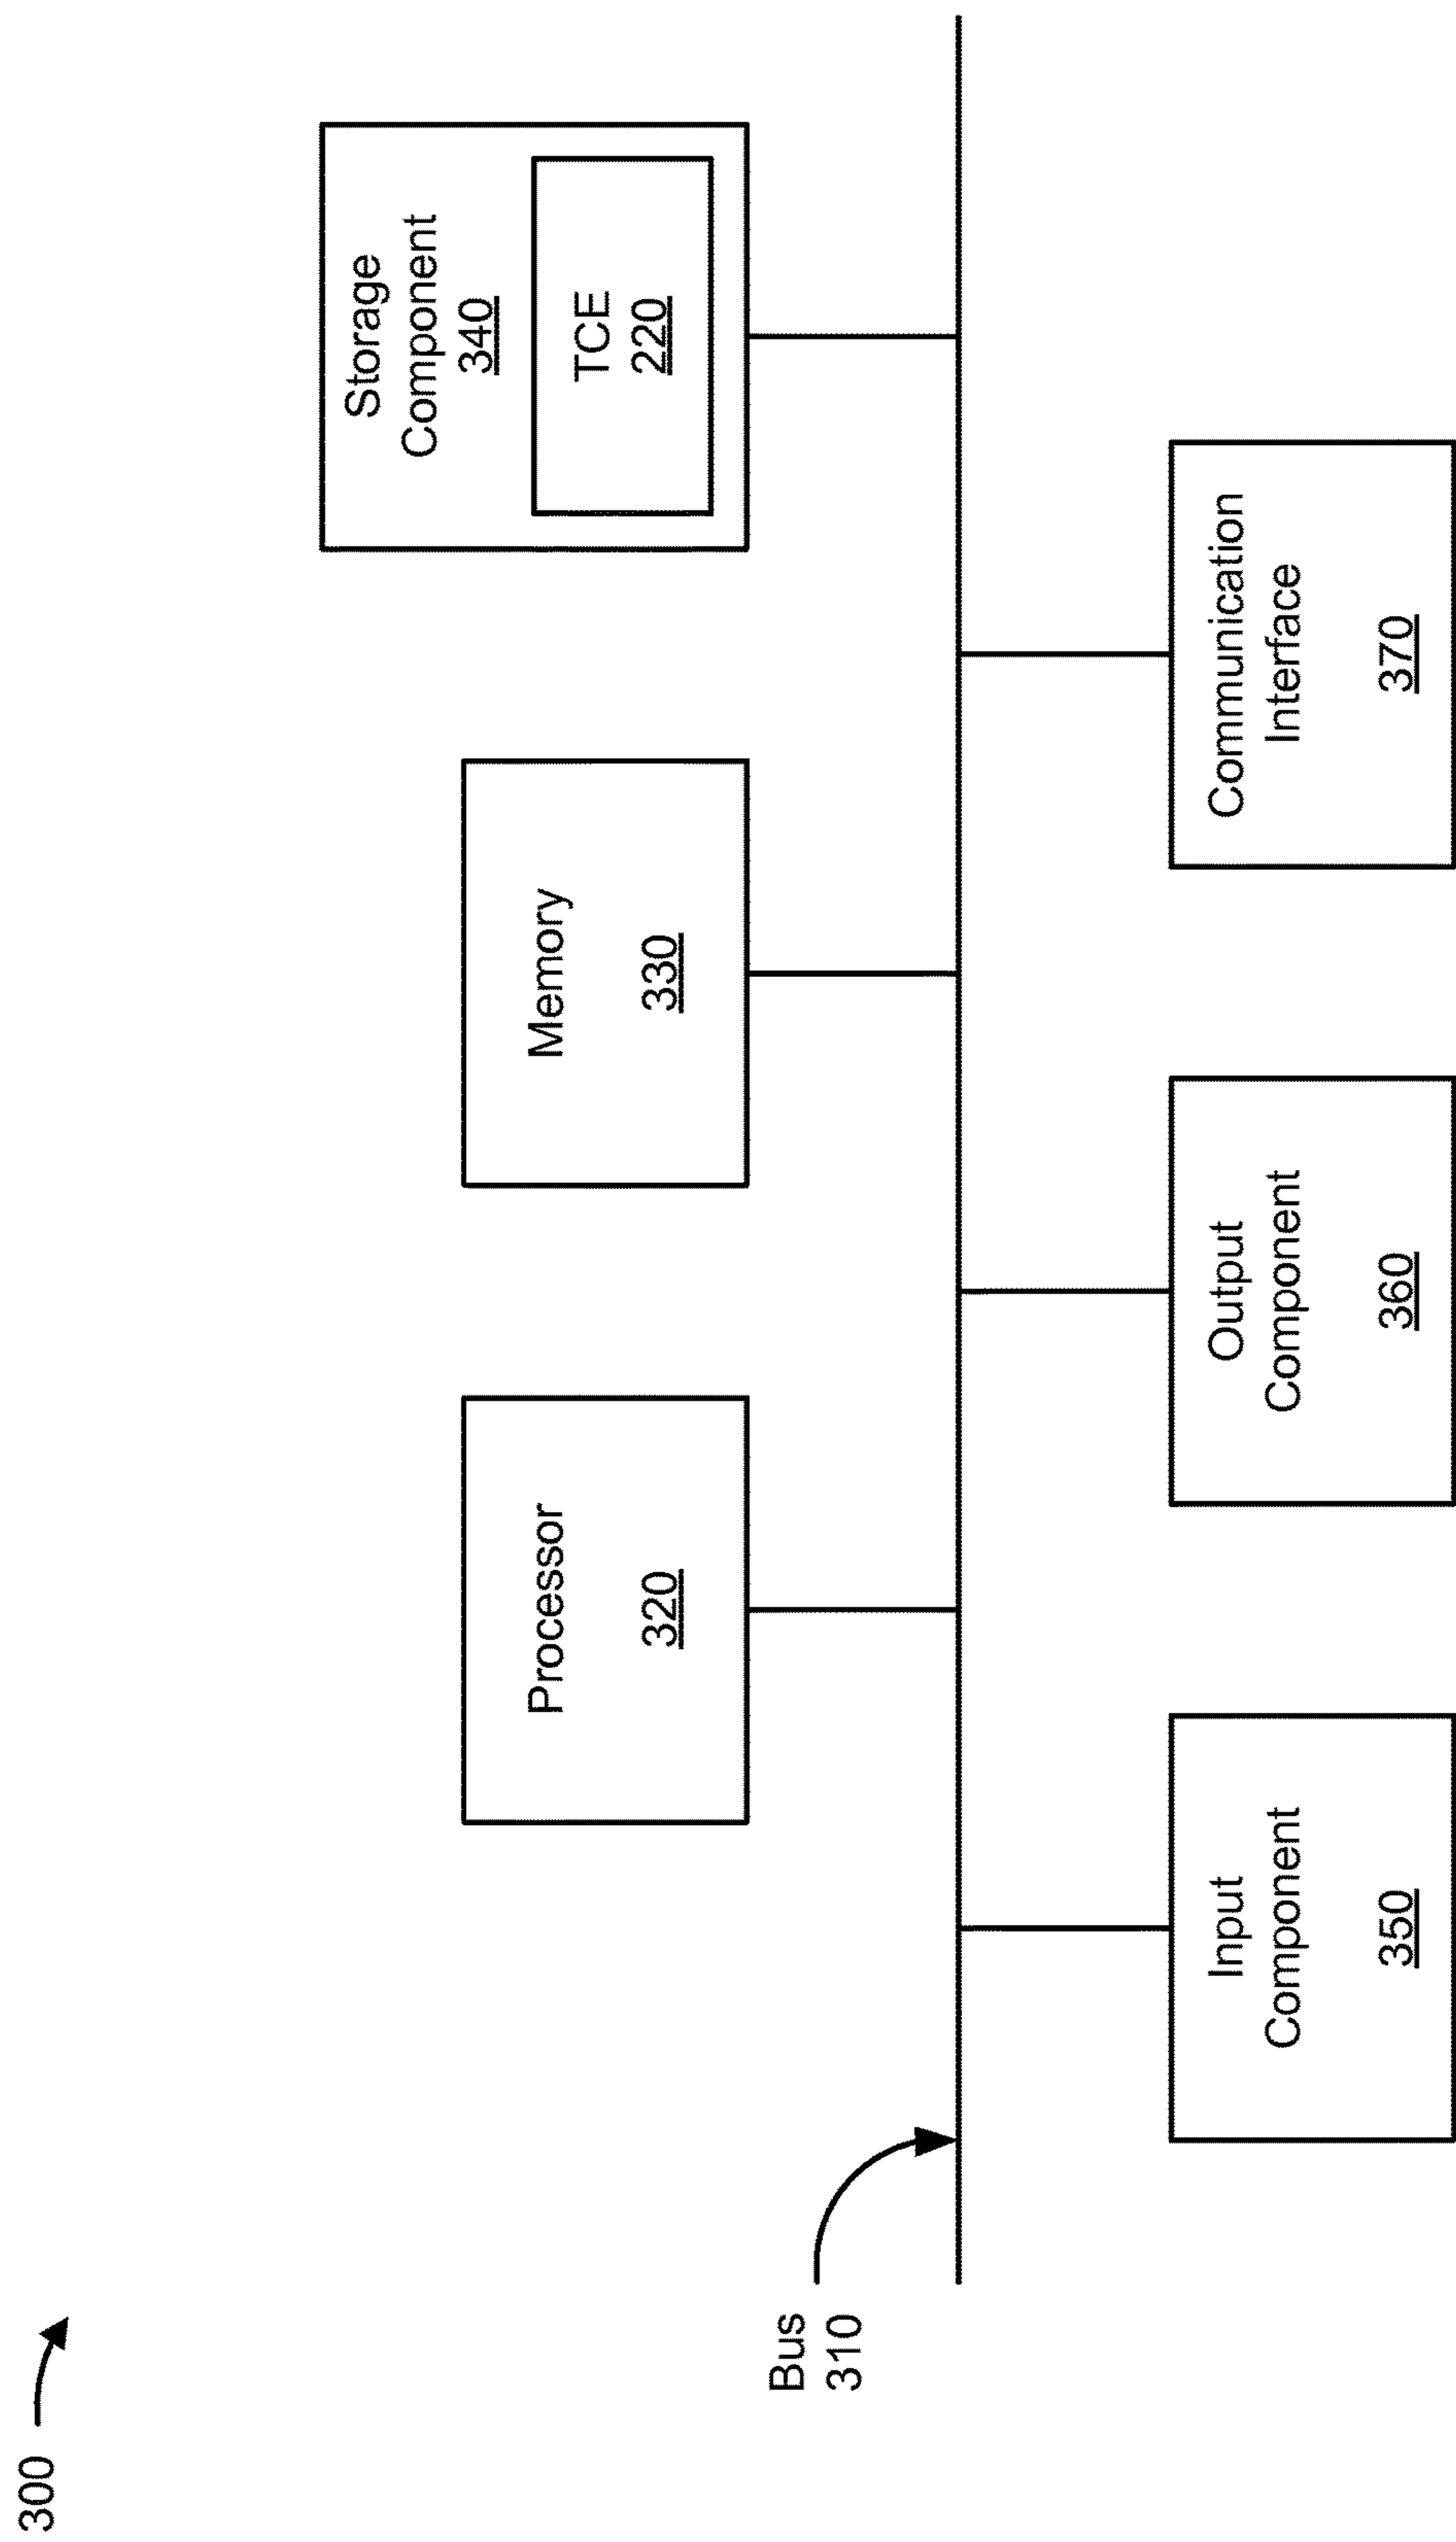 300
Bus
310
Processor
320
Memory
330
Storage
Component
340
TCE
220
Input
Component
350
Output
Component
360
Communication
Interface
370